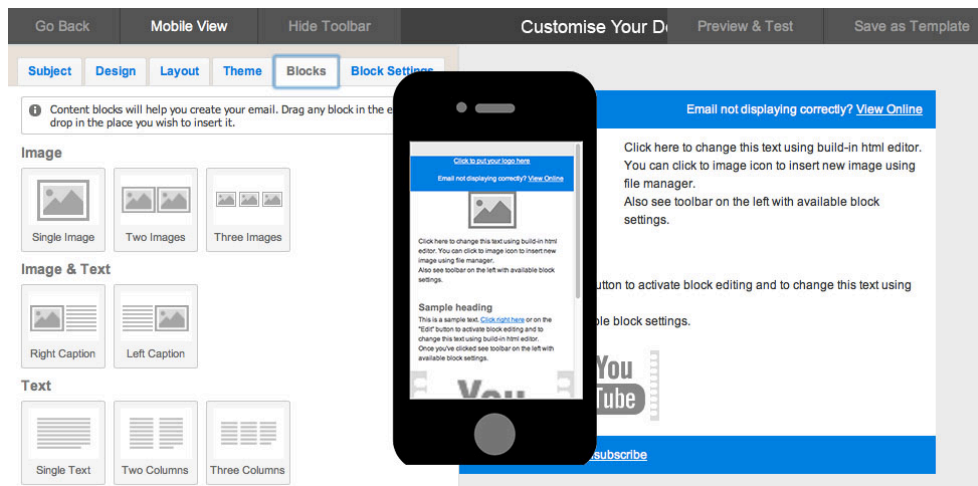 Go Back
Mobile View
Hide Toolbar
Customise Your De
Preview & Test
Save as Template
Subject
Design
Layout
Theme
Blocks
Block Settings
Content blocks will help you create your email. Drag any block in the e
drop in the place you wish to insert it.
Image
Single Image
Two Images
Three Images
Image & Text
Right Caption
Left Caption
Text
Single Text
Two Columns
Three Columns
Click to put your logo here
Email not displaying correctly? View Online
Click here to change this text using build-in html
editor. You can click to image icon to insert new
image using file manager.
Also see toolbar on the left with available block
settings.
Sample heading
This is a sample text. Click right here or on the
"Edit" button to activate block editing and to
change this text using build-in html editor.
Once you've clicked see toolbar on the left with
available block settings.
You
Email not displaying correctly? View Online
Click here to change this text using build-in html editor.
You can click to image icon to insert new image using
file manager.
Also see toolbar on the left with available block
settings.
utton to activate block editing and to change this text using
ble block settings.
You
Tube
subscribe